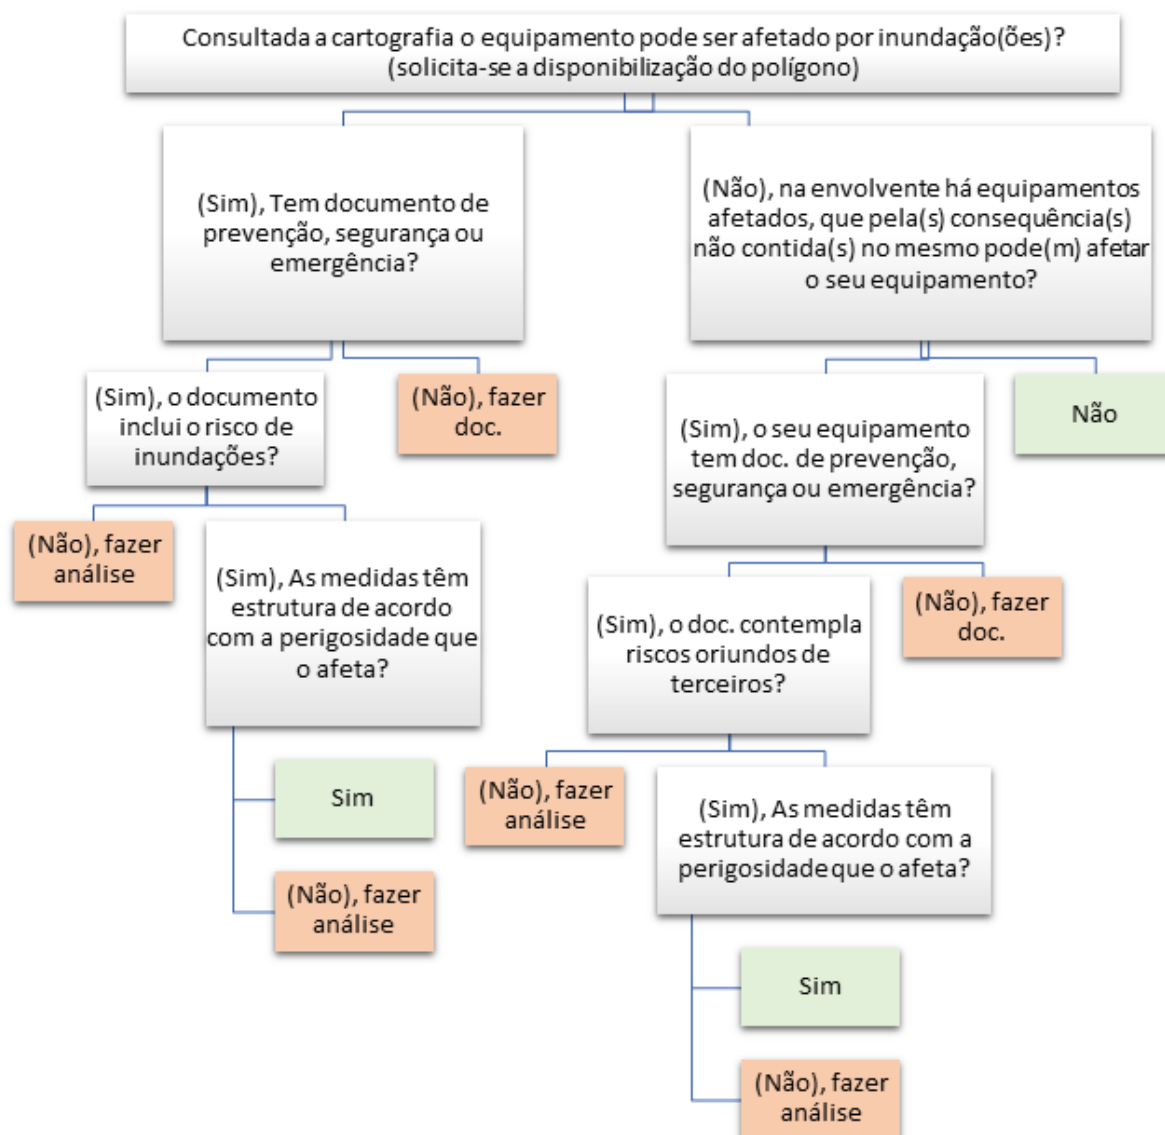 Consultada a cartografia o equipamento pode ser afetado por inundação(ões)?
(solicita-se a disponibilização do polígono)
(Sim), Tem documento de
prevenção, segurança ou
emergência?
(Não), na envolvente há equipamentos
afetados, que pela(s) consequência(s)
não contida(s) no mesmo pode(m) afetar
o seu equipamento?
(Sim), o documento
inclui o risco de
inundações?
(Não), fazer
doc.
(Sim), o seu equipamento
tem doc. de prevenção,
segurança ou emergência?
Não
(Não), fazer
análise
(Sim), As medidas têm
estrutura de acordo
com a perigosidade que
o afeta?
(Sim), o doc. contempla
riscos oriundos de
terceiros?
(Não), fazer
doc.
Sim
(Não), fazer
análise
(Não), fazer
análise
(Sim), As medidas têm
estrutura de acordo com a
perigosidade que o afeta?
Sim
(Não), fazer
análise